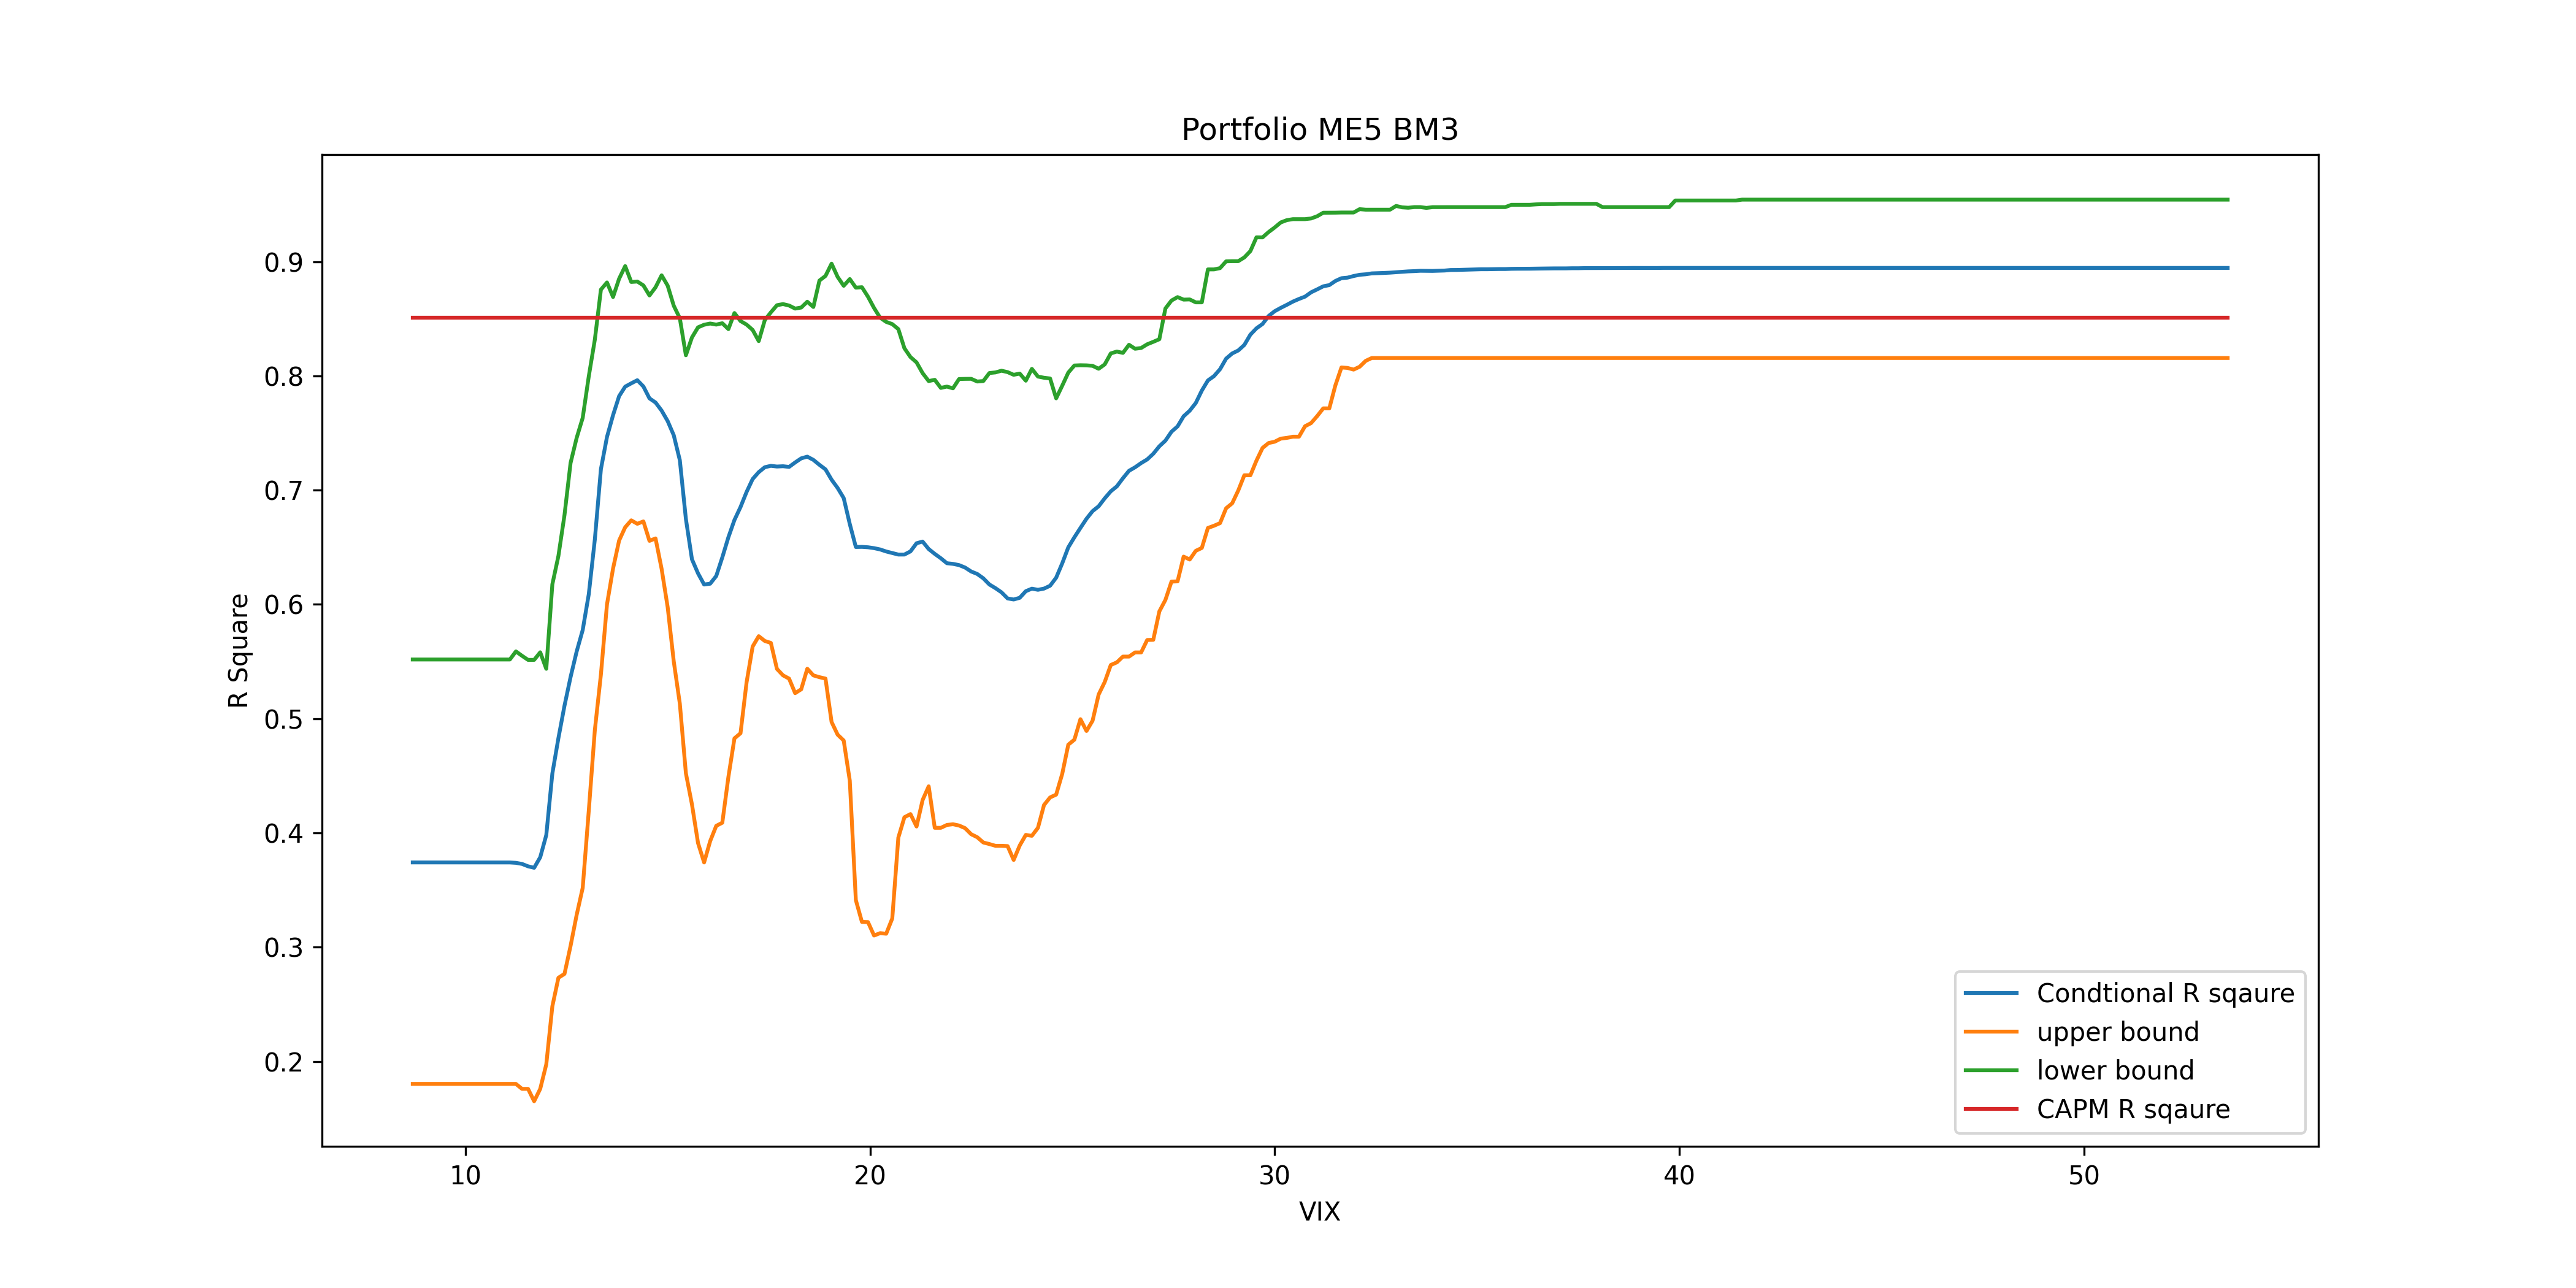 Portfolio ME5 BM3
R Square
0.9
0.8
0.7
0.6
0.5
0.4
0.3
0.2
10 20 30 40 50
VIX
Condtional R sqaure
upper bound
lower bound
CAPM R sqaure